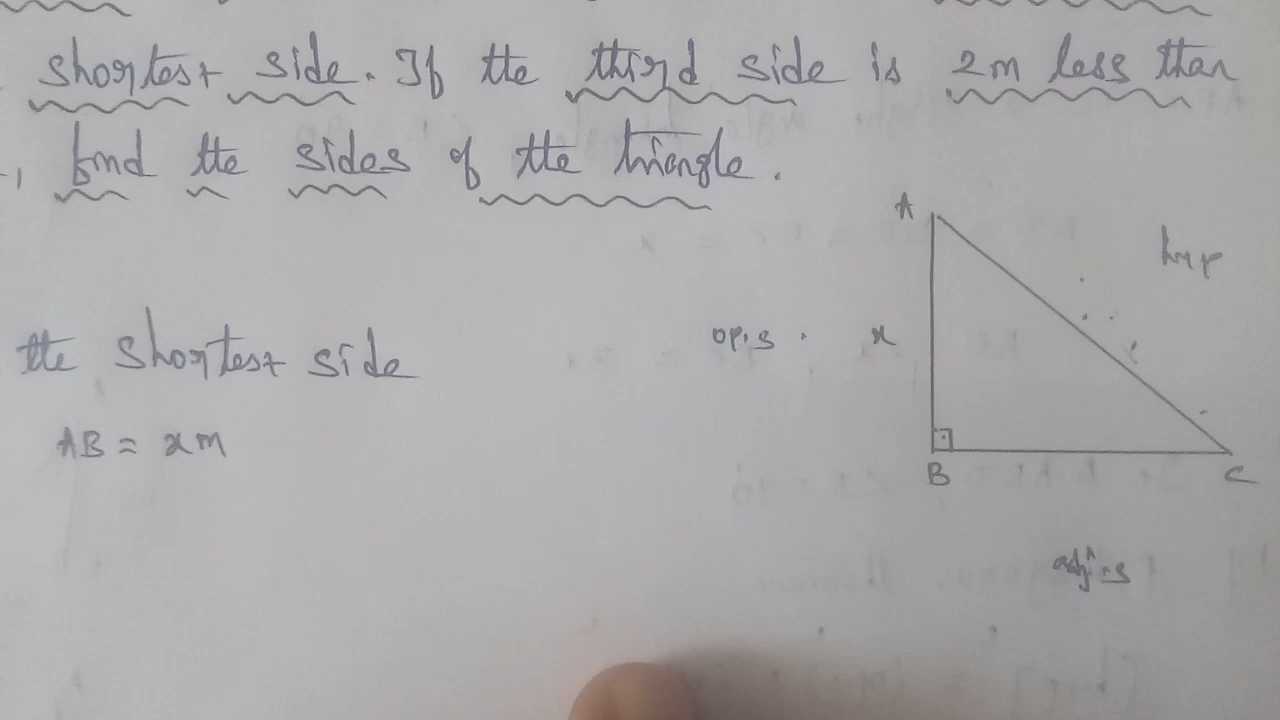 shortest side. If the third side is 2m less than
, find the sides of the triangle.
A
hyp
the shortest side
op.s . x
AB = x m
B C
adj.s